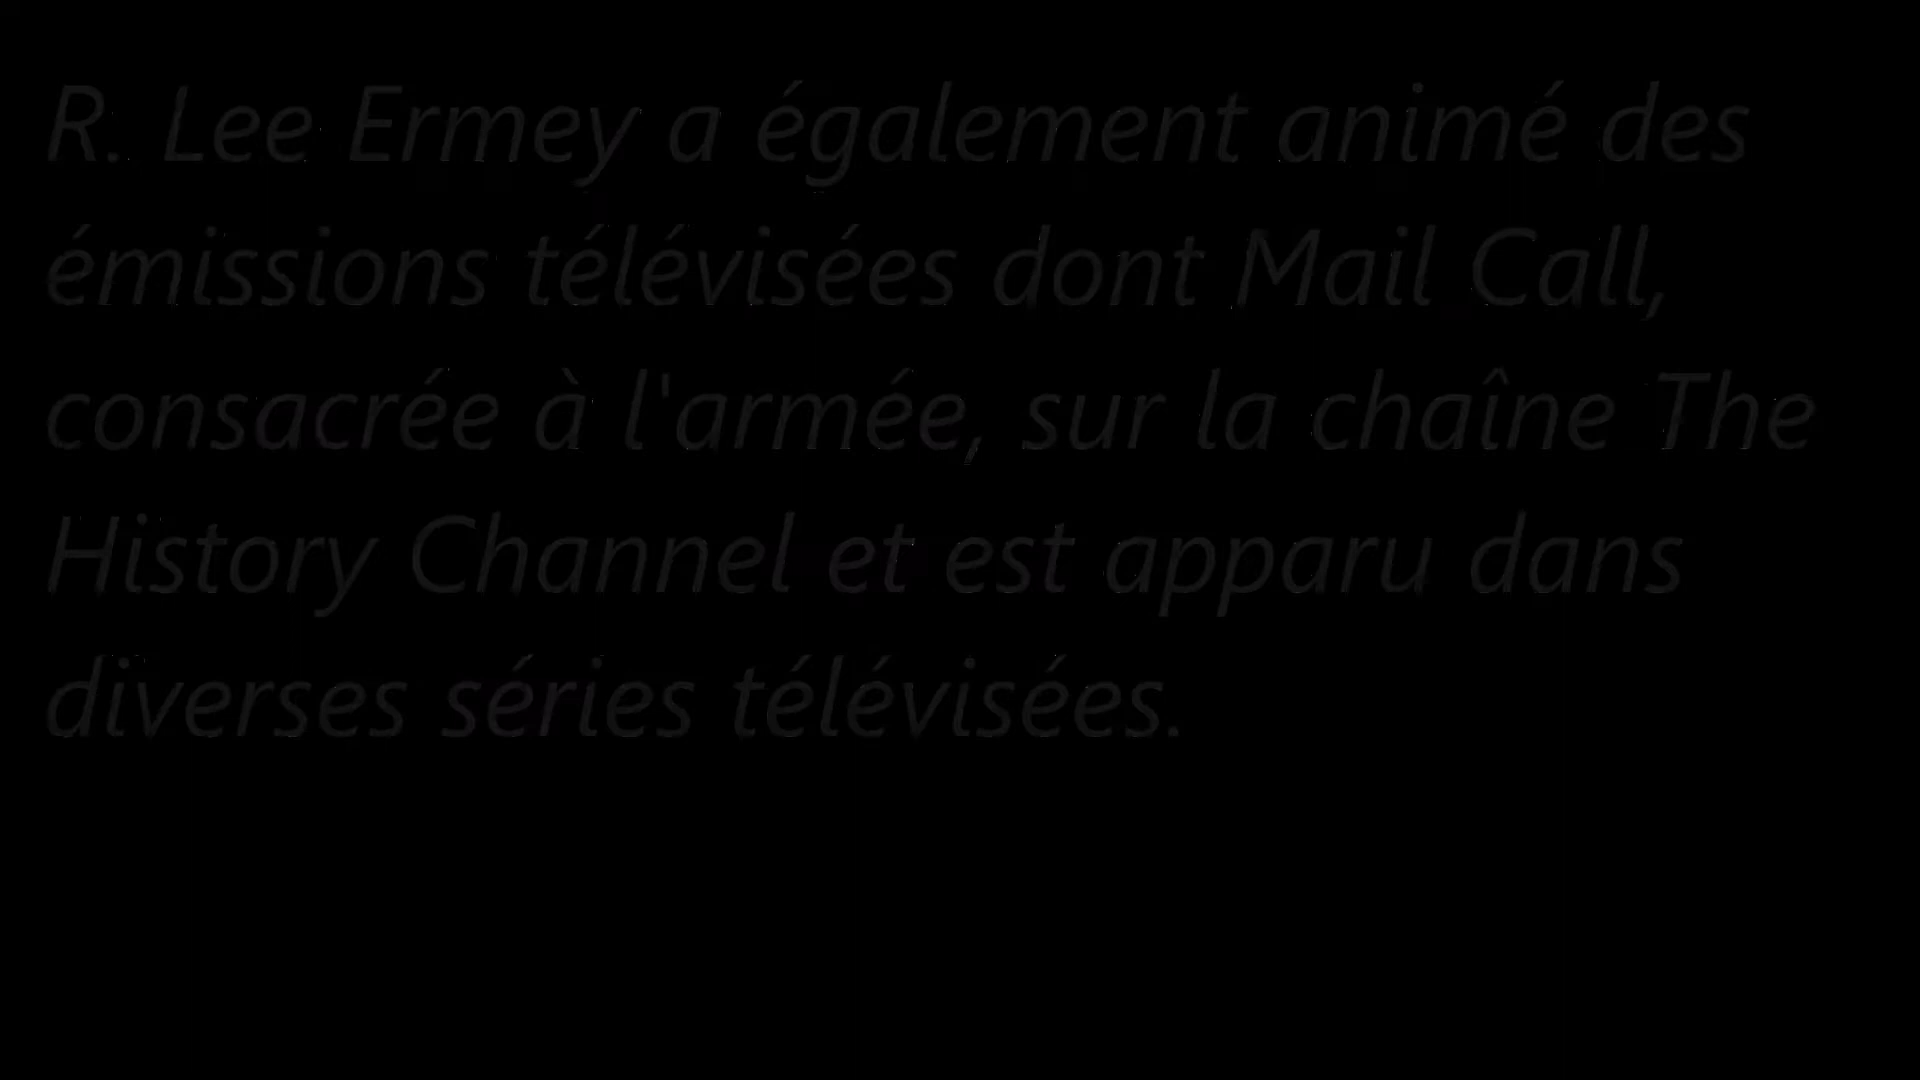 R. Lee Ermey a également animé des
émissions télévisées dont Mail Call,
consacrée à l'armée, sur la chaîne The
History Channel et est apparu dans
diverses séries télévisées.